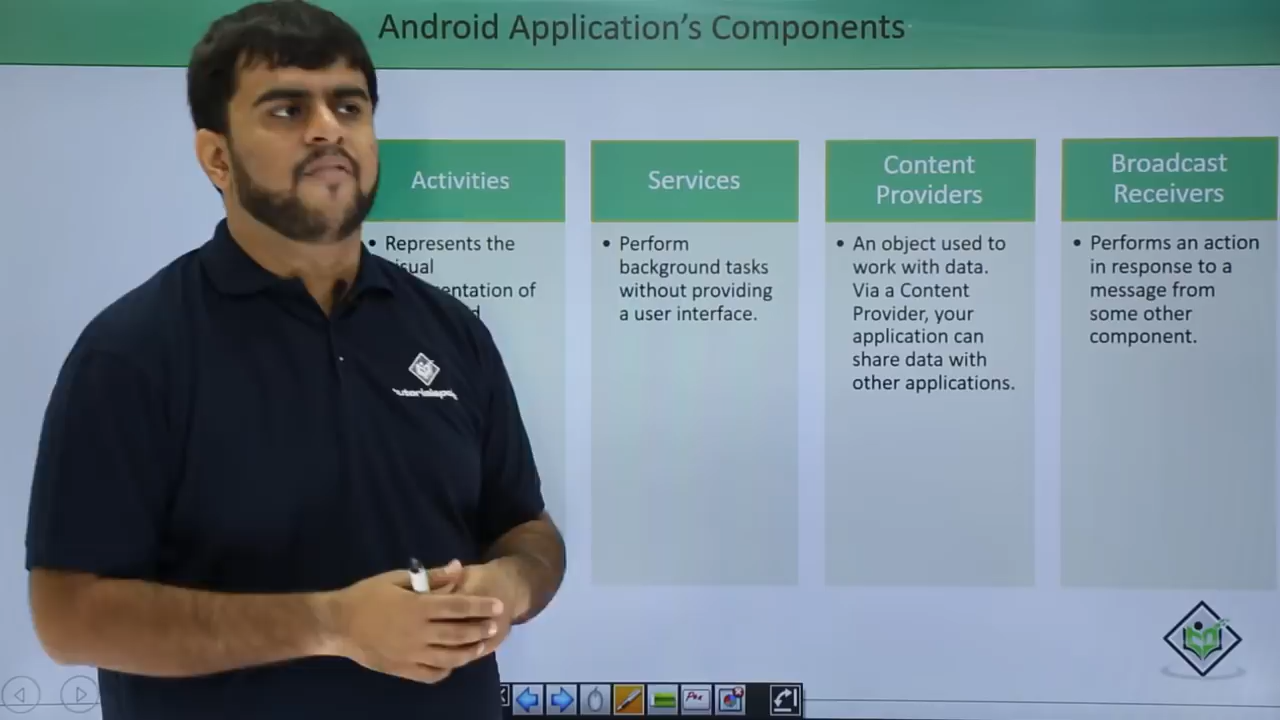 Android Application's Components
Activities
• Represents the
of
Services
• Perform
background tasks
without providing
a user interface.
Content
Providers
• An object used to
work with data.
Via a Content
Provider, your
application can
share data with
other applications.
Broadcast
Receivers
• Performs an action
in response to a
message from
some other
component.